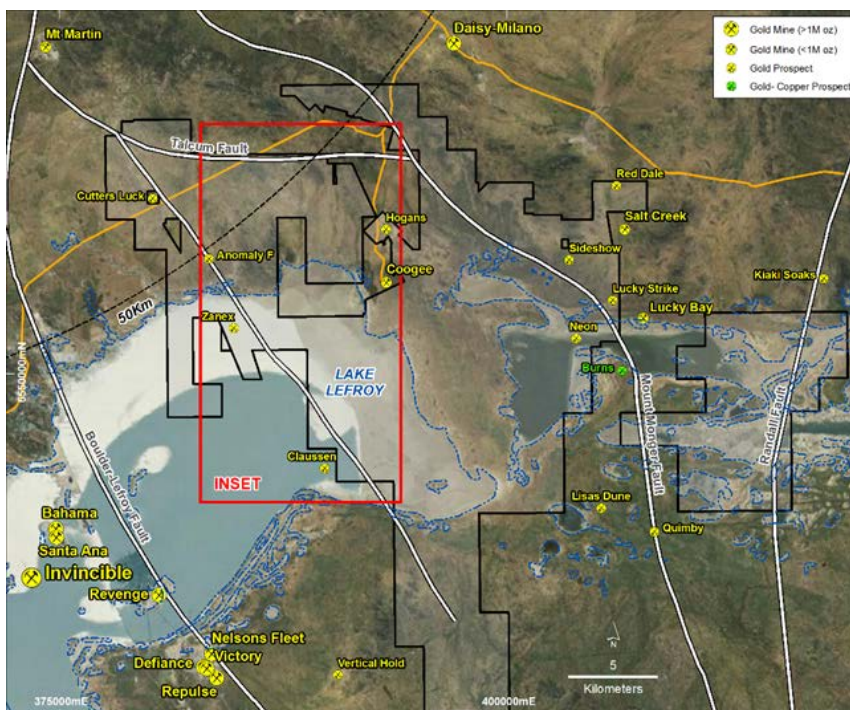 Mt Martin
Daisy-Milano
Gold Mine (>1M oz)
Gold Mine (<1M oz)
Gold Prospect
Gold- Copper Prospect
Talcum Fault
Cutters Luck
Red Dale
Hogans
Salt Creek
Anomaly F
Sideshow
Coogee
Kiaki Soaks
50Km
Lucky Strike
Zanex
Lucky Bay
Neon
LAKE
LEFROY
Burns
6550000mN
Mount Monger Fault
Randall Fault
Boulder-Lefroy Fault
Claussen
INSET
Lisas Dune
Bahama
Santa Ana
Quimby
Invincible
Revenge
N
Nelsons Fleet
Victory
Defiance
Vertical Hold
5
Repulse
Kilometers
375000mE
400000mE